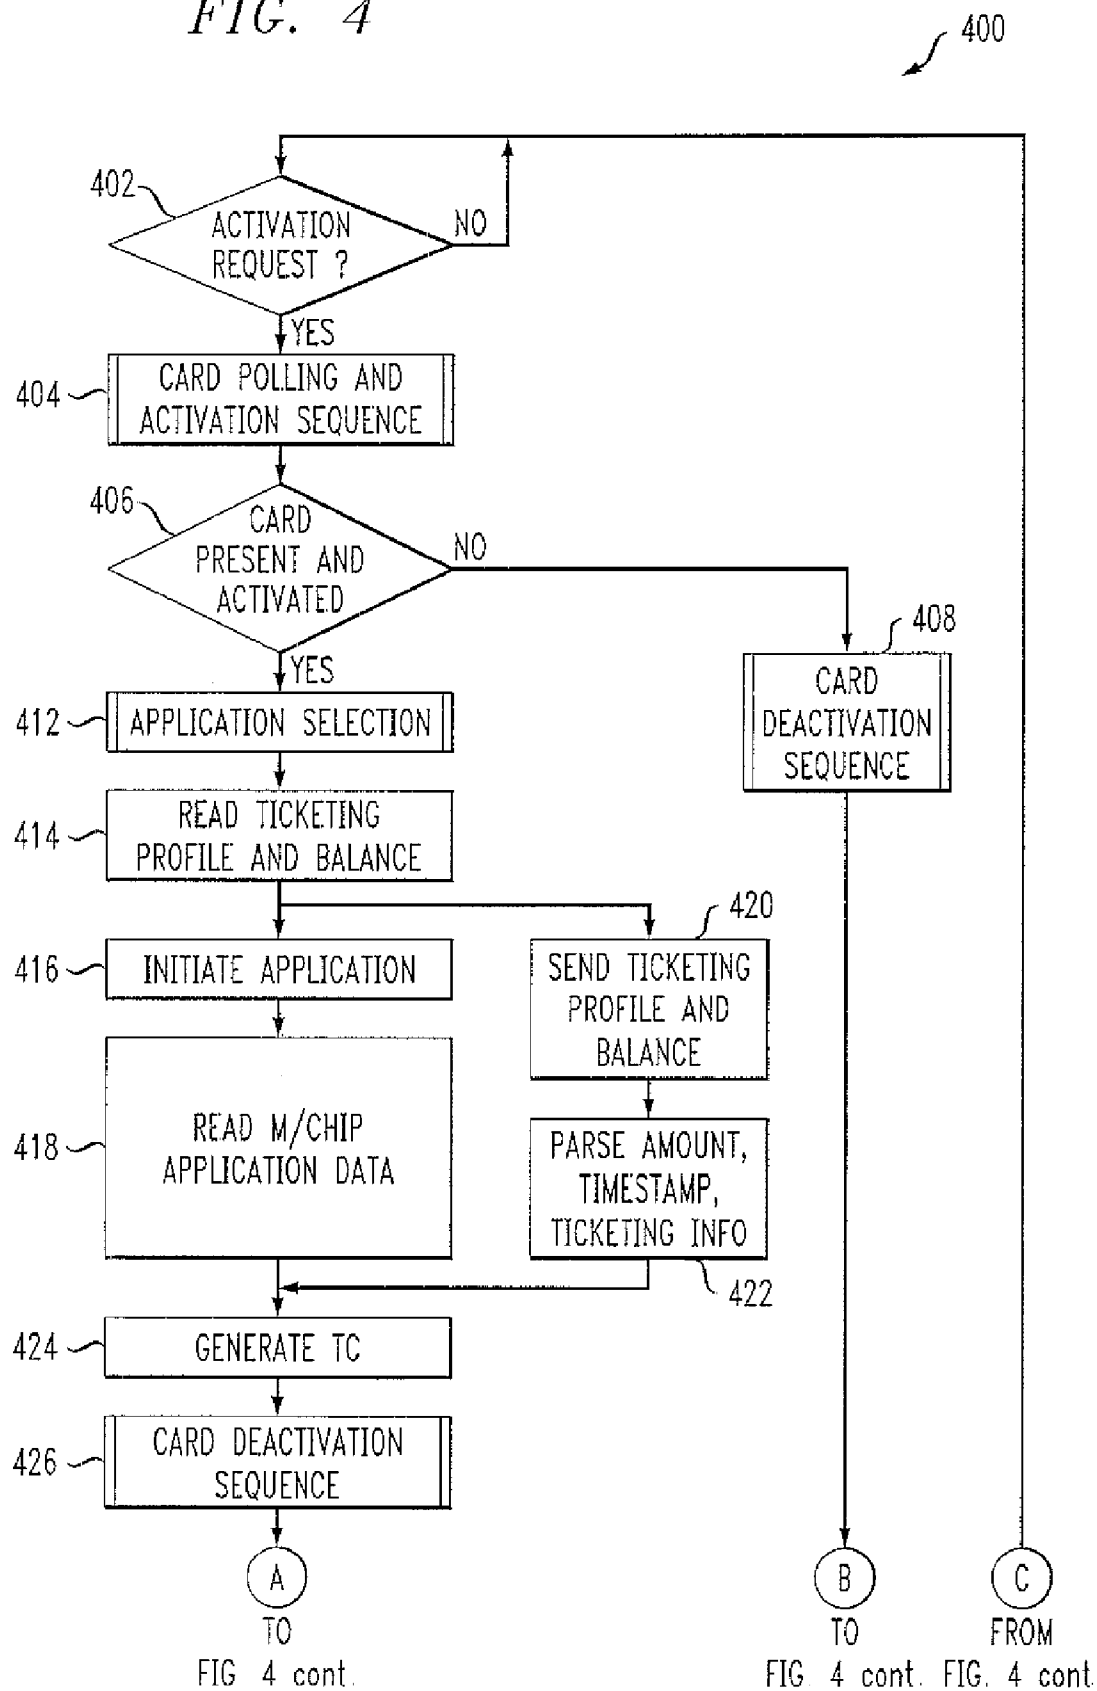 FIG. 4
400
402
ACTIVATION
REQUEST ?
NO
YES
404
CARD POLLING AND
ACTIVATION SEQUENCE
406
CARD
PRESENT AND
ACTIVATED
NO
YES
408
CARD
DEACTIVATION
SEQUENCE
412
APPLICATION SELECTION
414
READ TICKETING
PROFILE AND BALANCE
416
INITIATE APPLICATION
420
SEND TICKETING
PROFILE AND
BALANCE
418
READ M/CHIP
APPLICATION DATA
PARSE AMOUNT,
TIMESTAMP,
TICKETING INFO
422
424
GENERATE TC
426
CARD DEACTIVATION
SEQUENCE
A
TO
FIG 4 cont.
B
TO
FIG. 4 cont.
C
FROM
FIG. 4 cont.